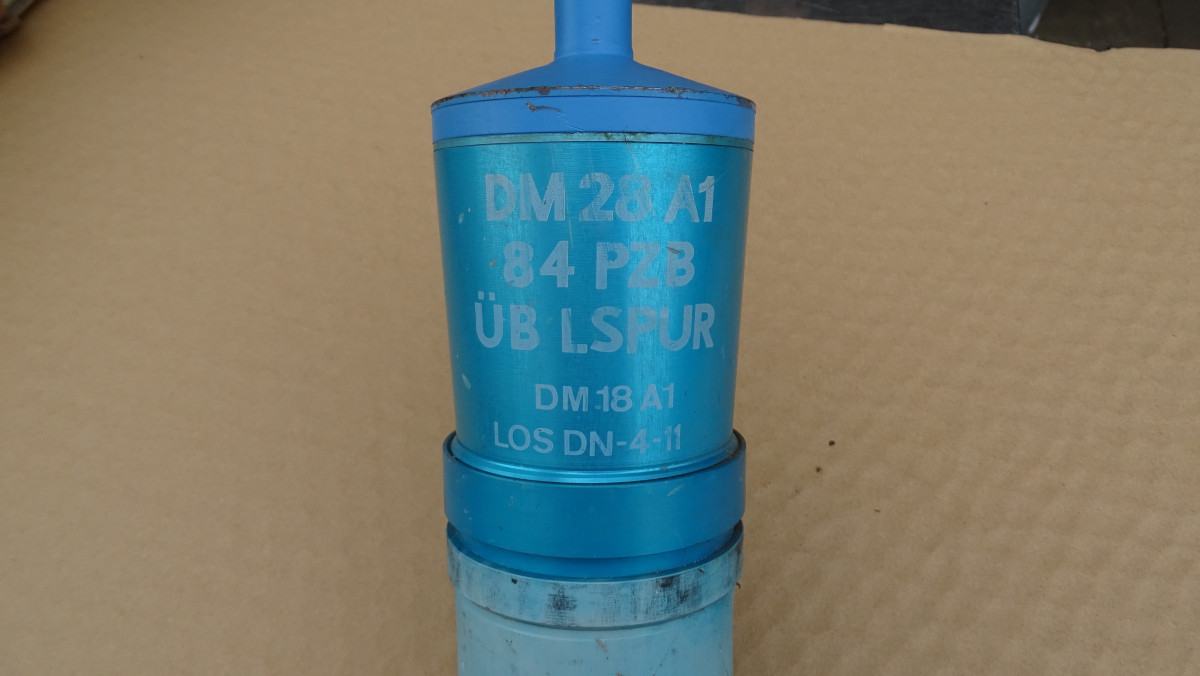 DM 28 A1
84 PZB
ÜB LSPUR
DM 18 A1
LOS DN-4-11